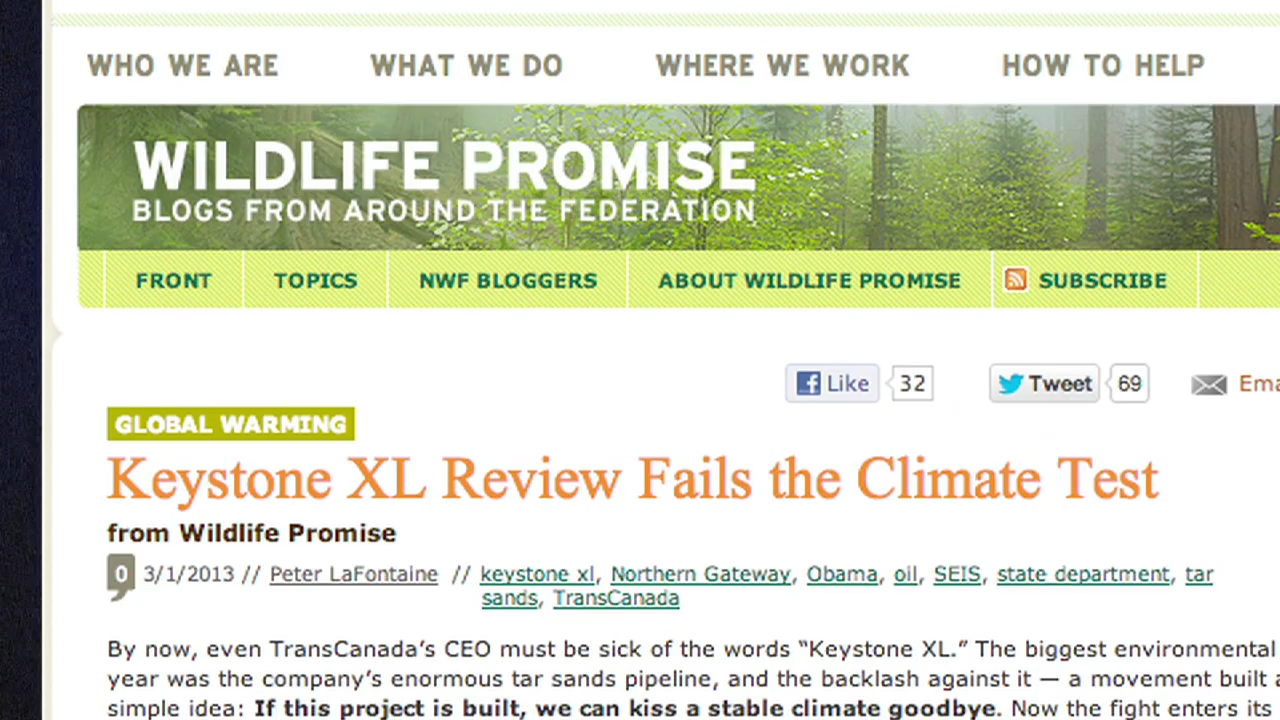 WHO WE ARE WHAT WE DO WHERE WE WORK HOW TO HELP
WILDLIFE PROMISE
BLOGS FROM AROUND THE FEDERATION
FRONT TOPICS NWF BLOGGERS ABOUT WILDLIFE PROMISE SUBSCRIBE
Like 32 Tweet 69
GLOBAL WARMING
Keystone XL Review Fails the Climate Test
from Wildlife Promise
0 3/1/2013 // Peter LaFontaine // keystone xl, Northern Gateway, Obama, oil, SEIS, state department, tar
sands, TransCanada
By now, even TransCanada’s CEO must be sick of the words “Keystone XL.” The biggest environmental
year was the company’s enormous tar sands pipeline, and the backlash against it — a movement built
simple idea: If this project is built, we can kiss a stable climate goodbye. Now the fight enters its